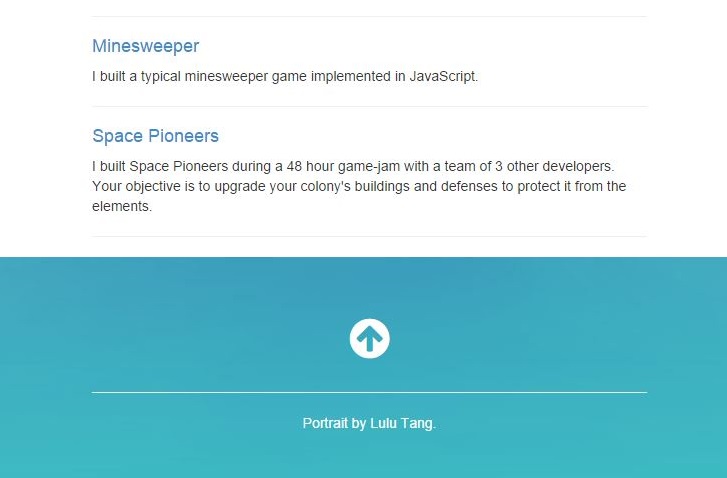 Minesweeper
I built a typical minesweeper game implemented in JavaScript.
Space Pioneers
I built Space Pioneers during a 48 hour game-jam with a team of 3 other developers.
Your objective is to upgrade your colony's buildings and defenses to protect it from the
elements.
Portrait by Lulu Tang.